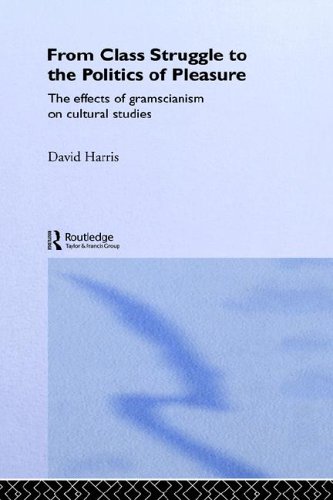 From Class Struggle to
the Politics of Pleasure
The effects of gramscianism
on cultural studies
David Harris
Routledge
Taylor & Francis Group